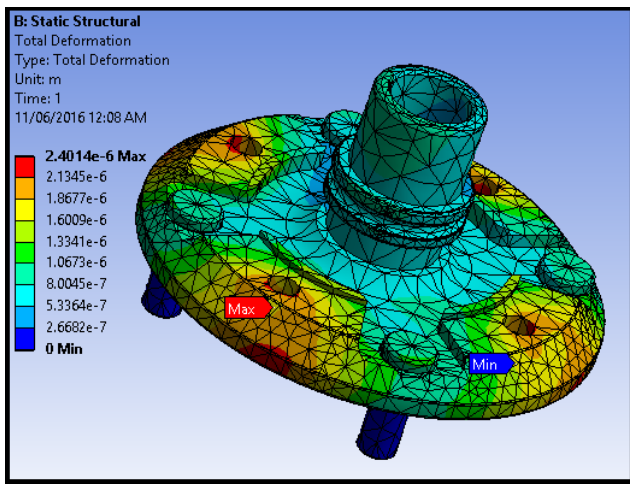 B: Static Structural
Total Deformation
Type: Total Deformation
Unit: m
Time: 1
11/06/2016 12:08 AM
2.4014e-6 Max
2.1345e-6
1.8677e-6
1.6009e-6
1.3341e-6
1.0673e-6
8.0045e-7
5.3364e-7
2.6682e-7
0 Min
Max
Min